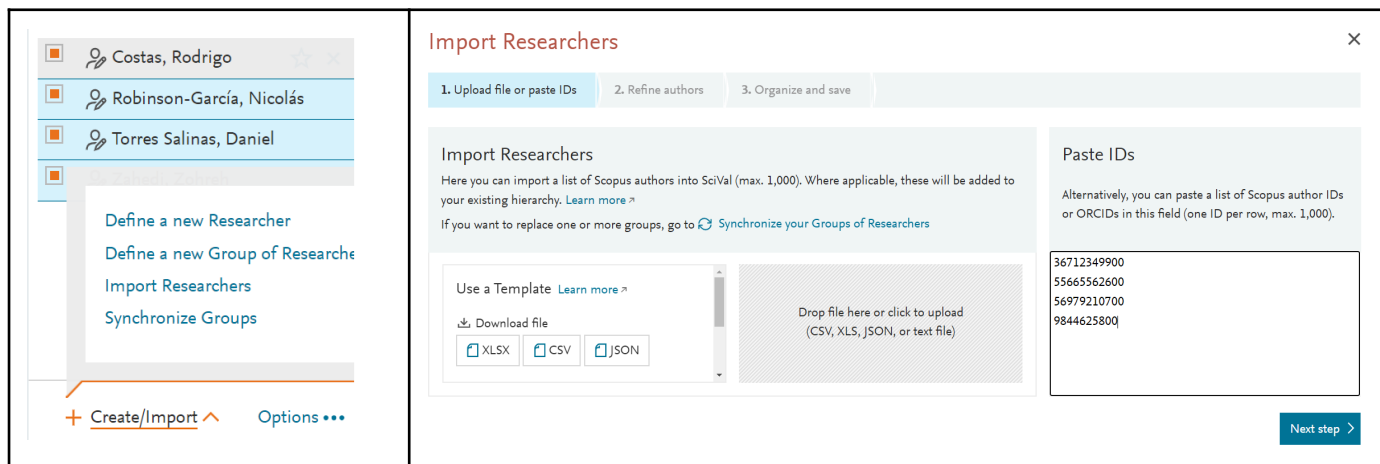 Costas, Rodrigo
Robinson-García, Nicolás
Torres Salinas, Daniel
Zahedi, Zohreh
Define a new Researcher
Define a new Group of Researche
Import Researchers
Synchronize Groups
+ Create/Import
Options •••
Import Researchers
1. Upload file or paste IDs
2. Refine authors
3. Organize and save
Import Researchers
Here you can import a list of Scopus authors into SciVal (max. 1,000). Where applicable, these will be added to
your existing hierarchy. Learn more
If you want to replace one or more groups, go to Synchronize your Groups of Researchers
Use a Template Learn more
Download file
XLSX CSV JSON
Drop file here or click to upload
(CSV, XLS, JSON, or text file)
Paste IDs
Alternatively, you can paste a list of Scopus author IDs
or ORCIDs in this field (one ID per row, max. 1,000).
36712349900
55665562600
56979210700
9844625800
Next step